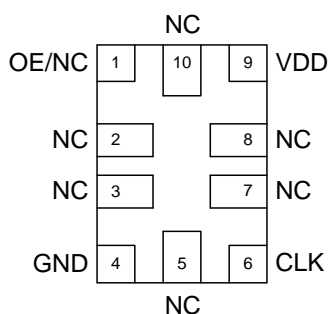 NC
OE/NC 1 10 9 VDD
NC 2 8 NC
NC 3 7 NC
GND 4 5 6 CLK
NC